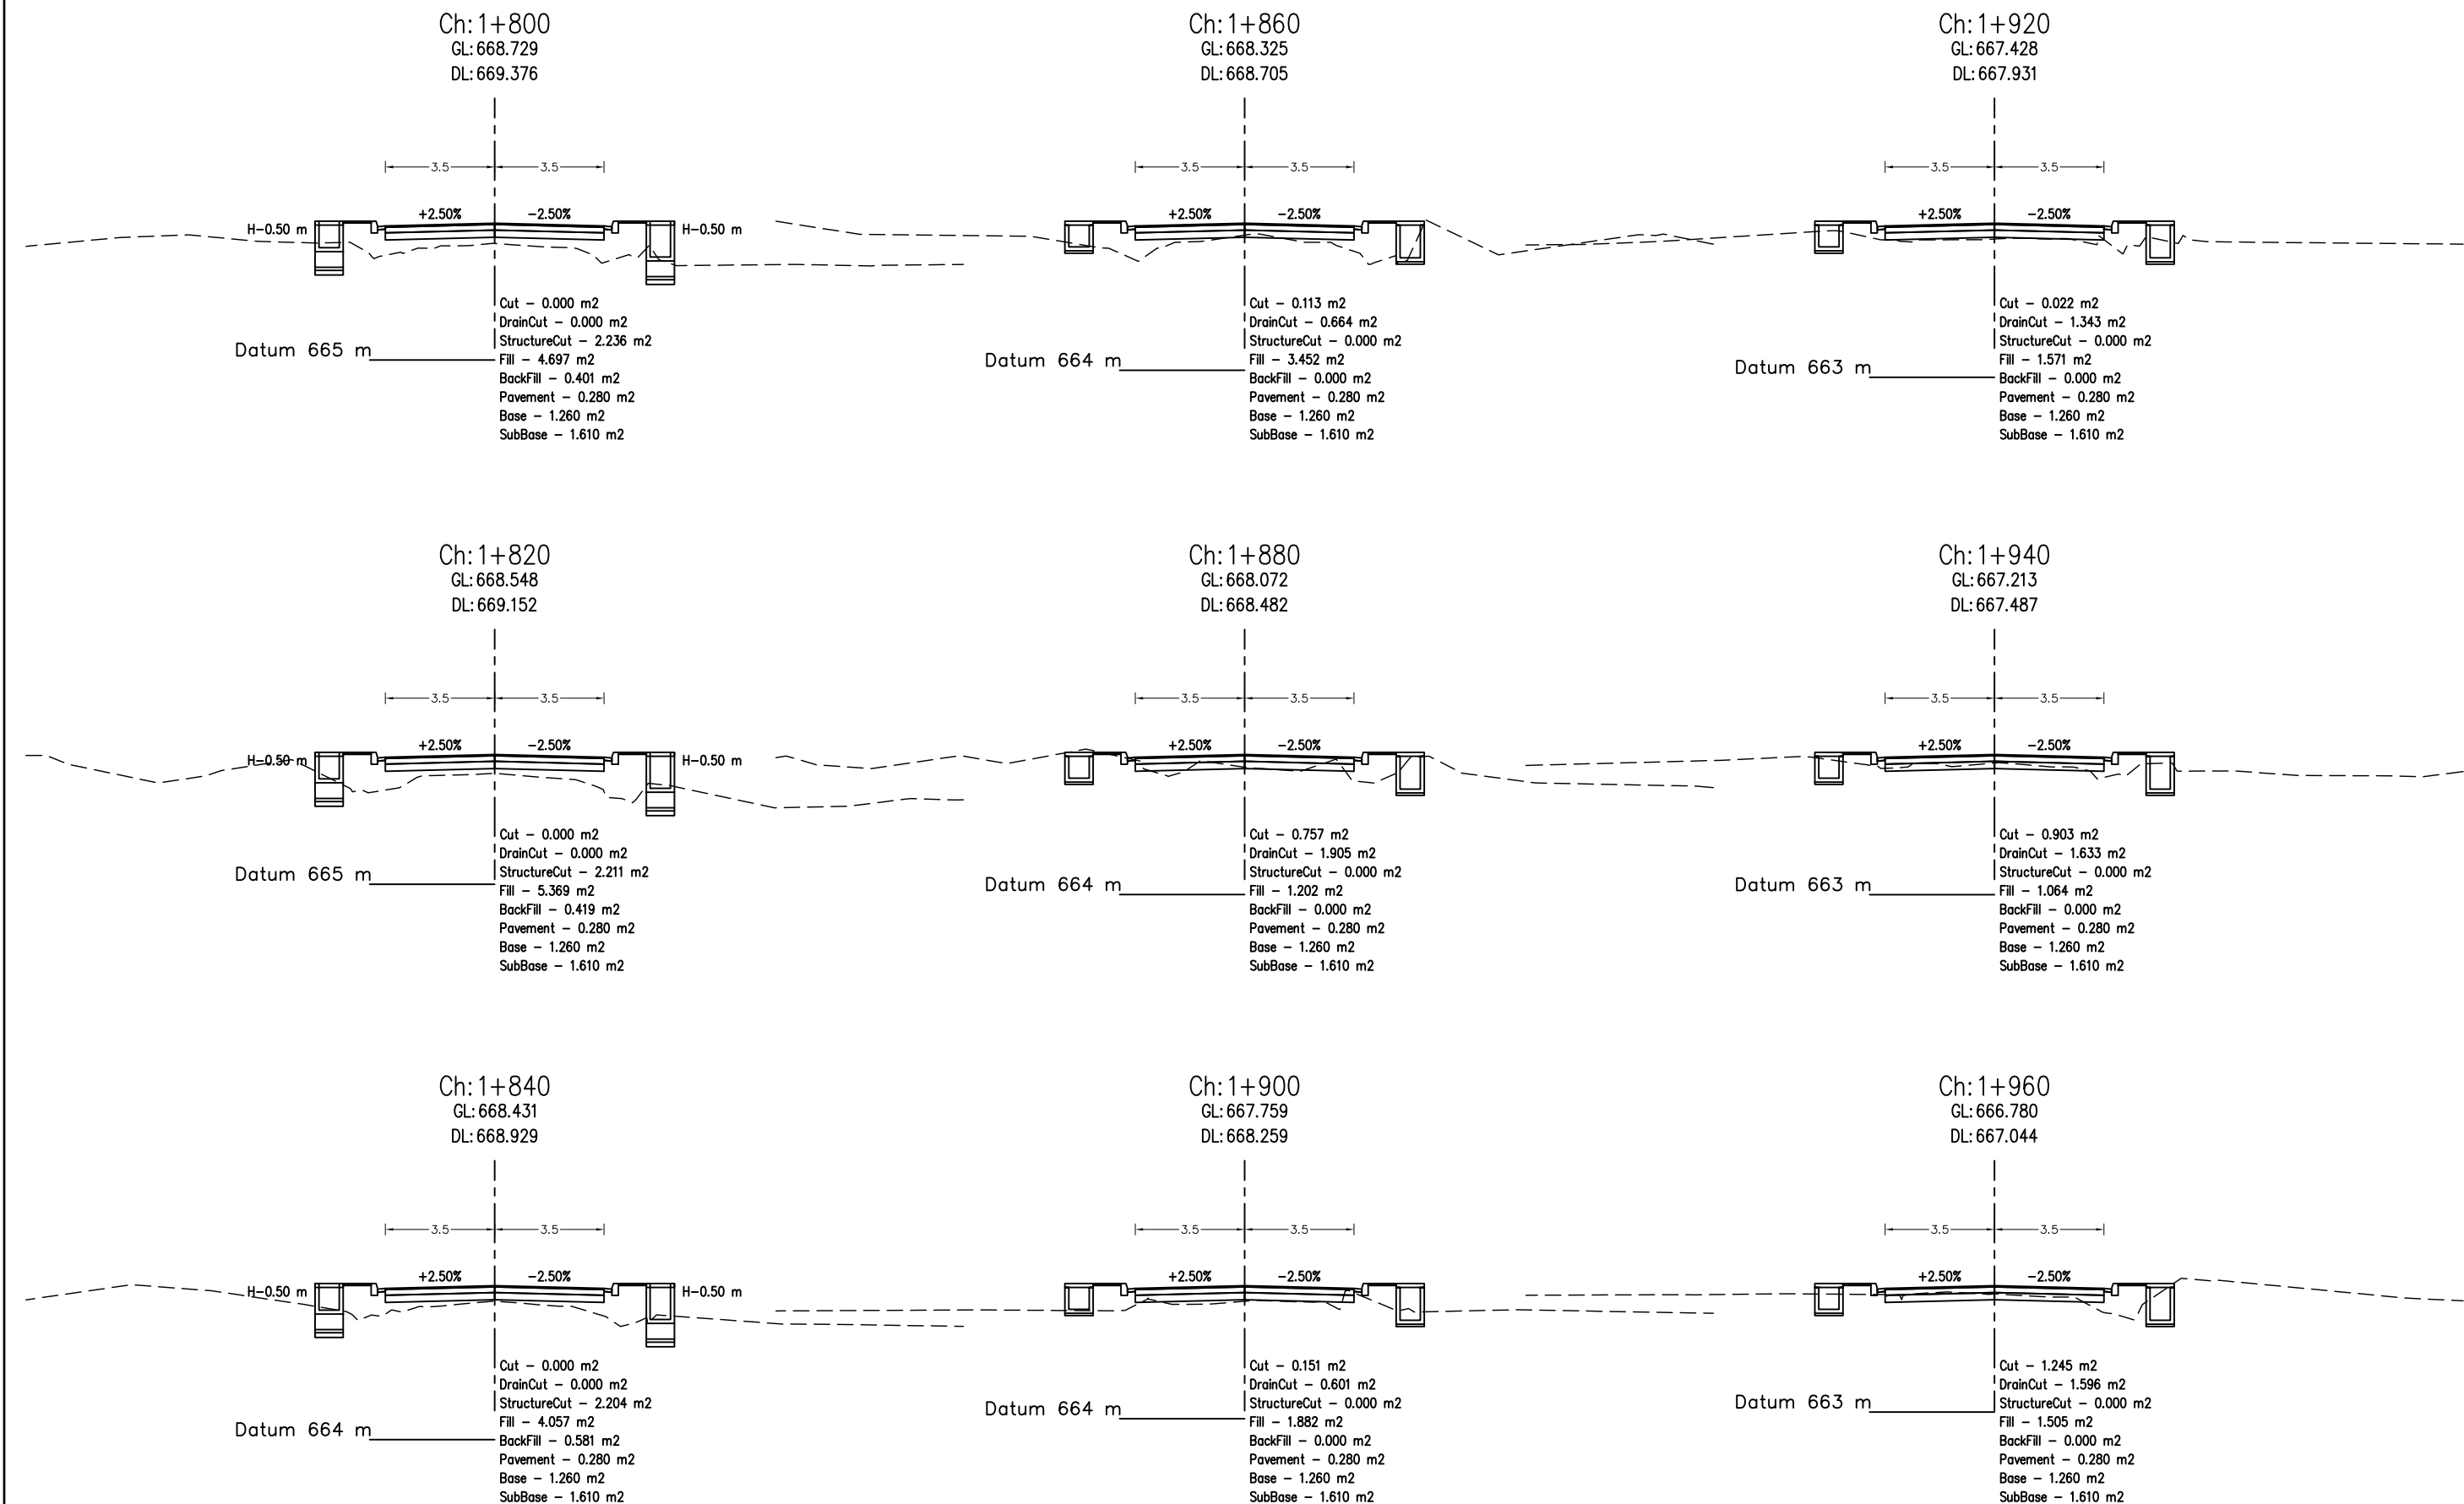 Ch:1+800
GL:668.729
DL:669.376
3.5 3.5
+2.50% -2.50%
H-0.50 m H-0.50 m
Cut - 0.000 m2
DrainCut - 0.000 m2
StructureCut - 2.236 m2
Datum 665 m
Fill - 4.697 m2
BackFill - 0.401 m2
Pavement - 0.280 m2
Base - 1.260 m2
SubBase - 1.610 m2
Ch:1+820
GL:668.548
DL:669.152
3.5 3.5
+2.50% -2.50%
H-0.50 m H-0.50 m
Cut - 0.000 m2
DrainCut - 0.000 m2
StructureCut - 2.211 m2
Datum 665 m
Fill - 5.369 m2
BackFill - 0.419 m2
Pavement - 0.280 m2
Base - 1.260 m2
SubBase - 1.610 m2
Ch:1+840
GL:668.431
DL:668.929
3.5 3.5
+2.50% -2.50%
H-0.50 m H-0.50 m
Cut - 0.000 m2
DrainCut - 0.000 m2
StructureCut - 2.204 m2
Fill - 4.057 m2
Datum 664 m
BackFill - 0.581 m2
Pavement - 0.280 m2
Base - 1.260 m2
SubBase - 1.610 m2
Ch:1+860
GL:668.325
DL:668.705
3.5 3.5
+2.50% -2.50%
Cut - 0.113 m2
DrainCut - 0.664 m2
StructureCut - 0.000 m2
Datum 664 m
Fill - 3.452 m2
BackFill - 0.000 m2
Pavement - 0.280 m2
Base - 1.260 m2
SubBase - 1.610 m2
Ch:1+880
GL:668.072
DL:668.482
3.5 3.5
+2.50% -2.50%
Cut - 0.757 m2
DrainCut - 1.905 m2
StructureCut - 0.000 m2
Datum 664 m
Fill - 1.202 m2
BackFill - 0.000 m2
Pavement - 0.280 m2
Base - 1.260 m2
SubBase - 1.610 m2
Ch:1+900
GL:667.759
DL:668.259
3.5 3.5
+2.50% -2.50%
Cut - 0.151 m2
DrainCut - 0.601 m2
StructureCut - 0.000 m2
Datum 664 m
Fill - 1.882 m2
BackFill - 0.000 m2
Pavement - 0.280 m2
Base - 1.260 m2
SubBase - 1.610 m2
Ch:1+920
GL:667.428
DL:667.931
3.5 3.5
+2.50% -2.50%
Cut - 0.022 m2
DrainCut - 1.343 m2
StructureCut - 0.000 m2
Fill - 1.571 m2
Datum 663 m
BackFill - 0.000 m2
Pavement - 0.280 m2
Base - 1.260 m2
SubBase - 1.610 m2
Ch:1+940
GL:667.213
DL:667.487
3.5 3.5
+2.50% -2.50%
Cut - 0.903 m2
DrainCut - 1.633 m2
StructureCut - 0.000 m2
Datum 663 m
Fill - 1.064 m2
BackFill - 0.000 m2
Pavement - 0.280 m2
Base - 1.260 m2
SubBase - 1.610 m2
Ch:1+960
GL:666.780
DL:667.044
3.5 3.5
+2.50% -2.50%
Cut - 1.245 m2
DrainCut - 1.596 m2
Datum 663 m
StructureCut - 0.000 m2
Fill - 1.505 m2
BackFill - 0.000 m2
Pavement - 0.280 m2
Base - 1.260 m2
SubBase - 1.610 m2